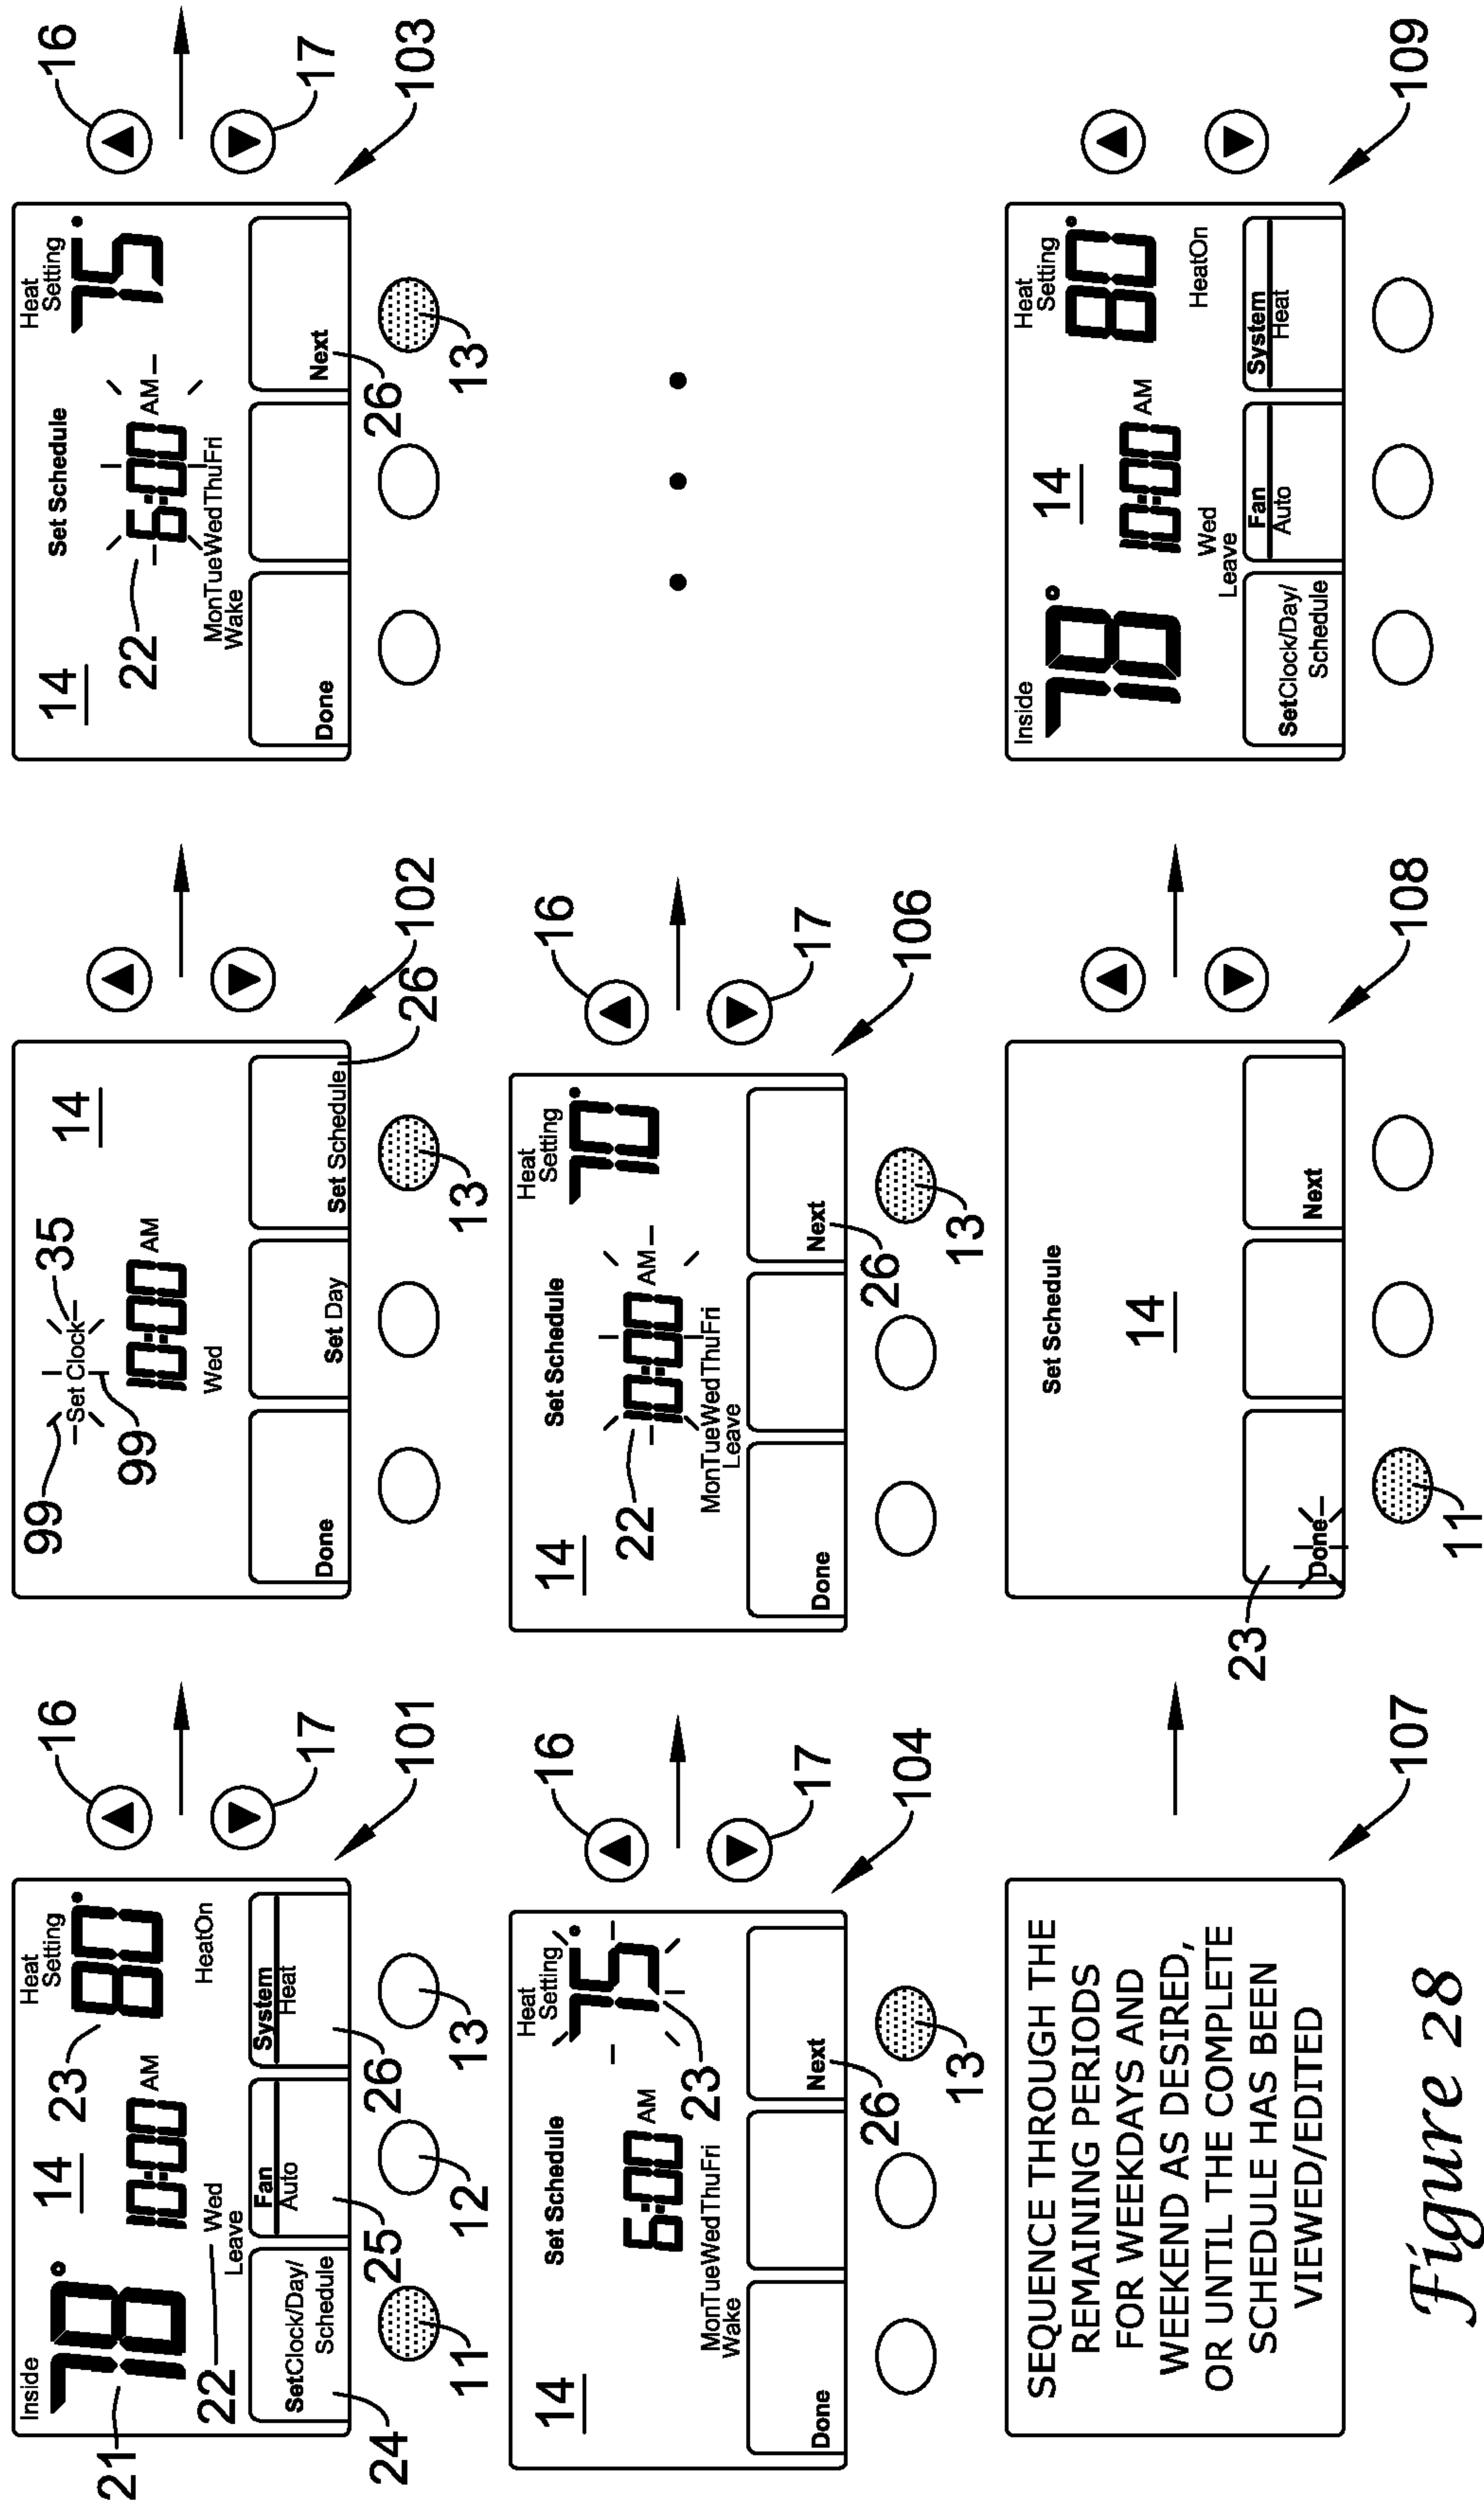 Inside
78°
14
23
Heat
Setting
80°
16
21
10:00 AM
22
Wed
Leave
HeatOn
17
SetClock/Day/
Schedule
Fan
Auto
System
Heat
24
11
25
12
26
13
101
99
Set Clock
35
14
99
10:00 AM
Wed
Done
Set Day
Set Schedule
13
26
102
14
Set Schedule
Heat
Setting
75°
16
22
6:00 AM
MonTueWedThuFri
Wake
17
Done
Next
26
13
103
14
Set Schedule
Heat
Setting
75°
16
6:00 AM
23
MonTueWedThuFri
Wake
17
Done
Next
26
13
104
14
Set Schedule
Heat
Setting
70°
16
22
10:00 AM
MonTueWedThuFri
Leave
17
Done
Next
26
13
106
SEQUENCE THROUGH THE
REMAINING PERIODS
FOR WEEKDAYS AND
WEEKEND AS DESIRED,
OR UNTIL THE COMPLETE
SCHEDULE HAS BEEN
VIEWED/EDITED
107
Set Schedule
14
23
Done
Next
11
108
Inside
78°
14
Heat
Setting
80°
10:00 AM
Wed
Leave
HeatOn
SetClock/Day/
Schedule
Fan
Auto
System
Heat
109
Figure 28